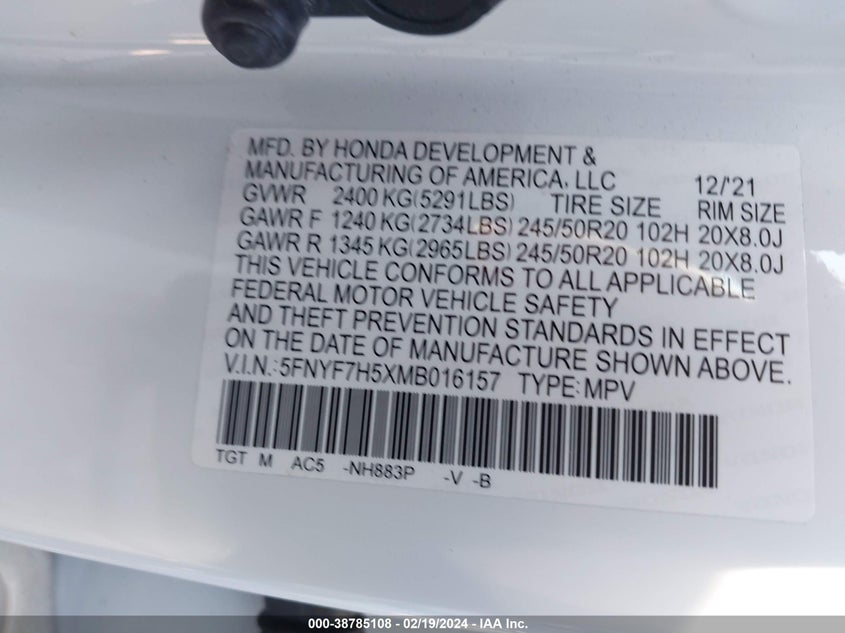 MFD. BY HONDA DEVELOPMENT &
MANUFACTURING OF AMERICA, LLC 12/'21
GVWR 2400 KG(5291LBS) TIRE SIZE RIM SIZE
GAWR F 1240 KG(2734LBS) 245/50R20 102H 20X8.0J
GAWR R 1345 KG(2965LBS) 245/50R20 102H 20X8.0J
THIS VEHICLE CONFORMS TO ALL APPLICABLE
FEDERAL MOTOR VEHICLE SAFETY
AND THEFT PREVENTION STANDARDS IN EFFECT
ON THE DATE OF MANUFACTURE SHOWN ABOVE.
V.I.N.:5FNYF7H5XMB016157 TYPE:MPV
TGT M AC5 -NH883P -V -B
000-38785108 - 02/19/2024 - IAA Inc.